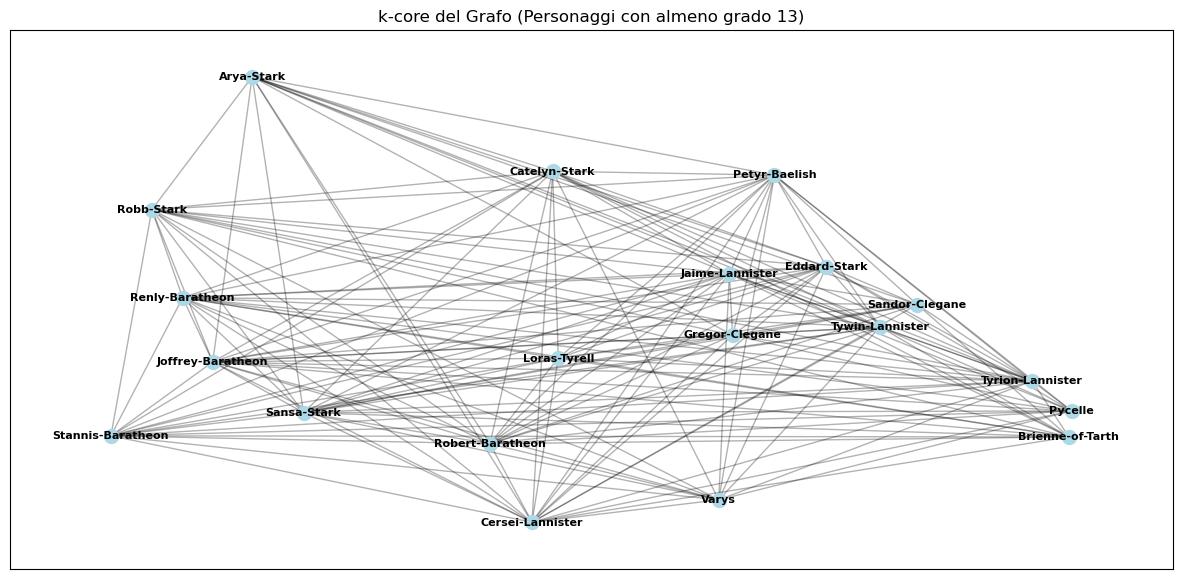 k-core del Grafo (Personaggi con almeno grado 13)
Arya-Stark
Catelyn-Stark
Petyr-Baelish
Robb-Stark
Eddard-Stark
Jaime-Lannister
Renly-Baratheon
Sandor-Clegane
Tywin-Lannister
Gregor-Clegane
Loras-Tyrell
Joffrey-Baratheon
Tyrion-Lannister
Pycelle
Sansa-Stark
Stannis-Baratheon
Brienne-of-Tarth
Robert-Baratheon
Varys
Cersei-Lannister